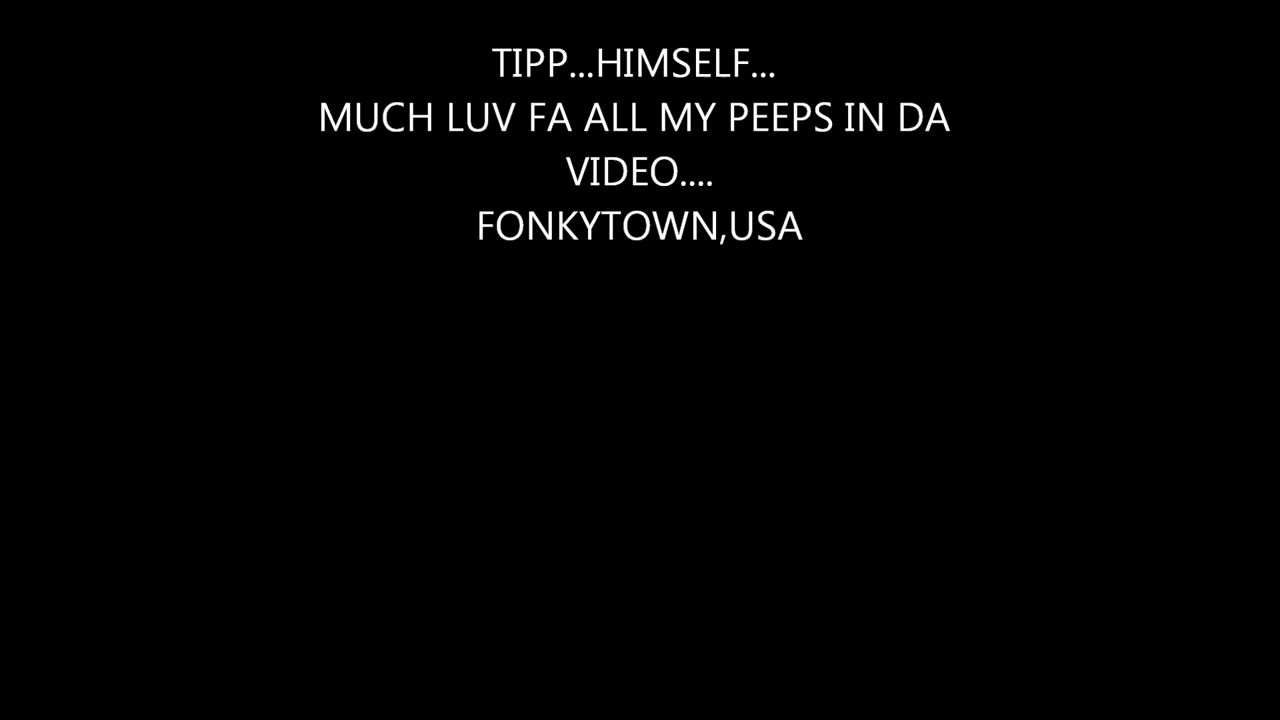 TIPP...HIMSELF...
MUCH LUV FA ALL MY PEEPS IN DA
VIDEO....
FONKYTOWN,USA